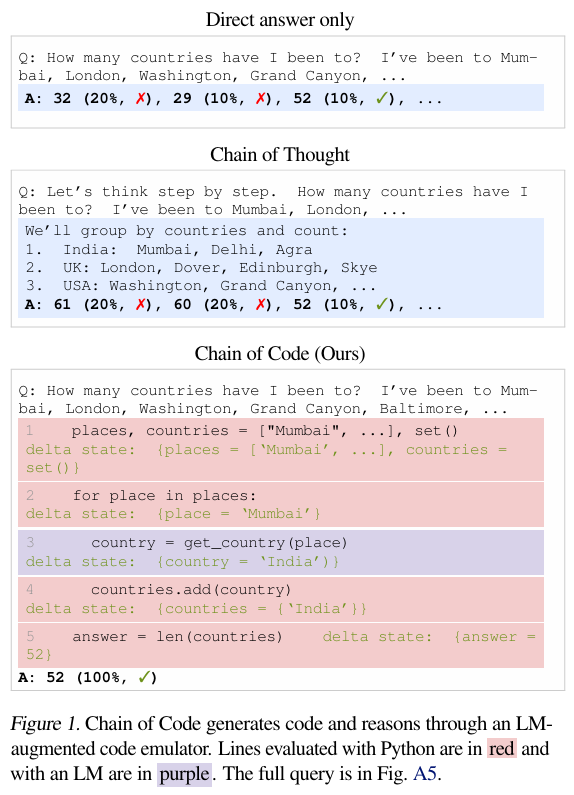 Direct answer only
Q: How many countries have I been to? I've been to Mum-
bai, London, Washington, Grand Canyon, ...
A: 32 (20%, ✗), 29 (10%, ✗), 52 (10%, ✓), ...
Chain of Thought
Q: Let's think step by step. How many countries have I
been to? I've been to Mumbai, London, ...
We'll group by countries and count:
1. India: Mumbai, Delhi, Agra
2. UK: London, Dover, Edinburgh, Skye
3. USA: Washington, Grand Canyon, ...
A: 61 (20%, ✗), 60 (20%, ✗), 52 (10%, ✓), ...
Chain of Code (Ours)
Q: How many countries have I been to? I've been to Mum-
bai, London, Washington, Grand Canyon, Baltimore, ...
1 places, countries = ["Mumbai", ...], set()
delta state: {places = ['Mumbai', ...], countries =
set()}
2 for place in places:
delta state: {place = 'Mumbai'}
3 country = get_country(place)
delta state: {country = 'India')}
4 countries.add(country)
delta state: {countries = {'India'}}
5 answer = len(countries) delta state: {answer =
52}
A: 52 (100%, ✓)
Figure 1. Chain of Code generates code and reasons through an LM-
augmented code emulator. Lines evaluated with Python are in red and
with an LM are in purple. The full query is in Fig. A5.